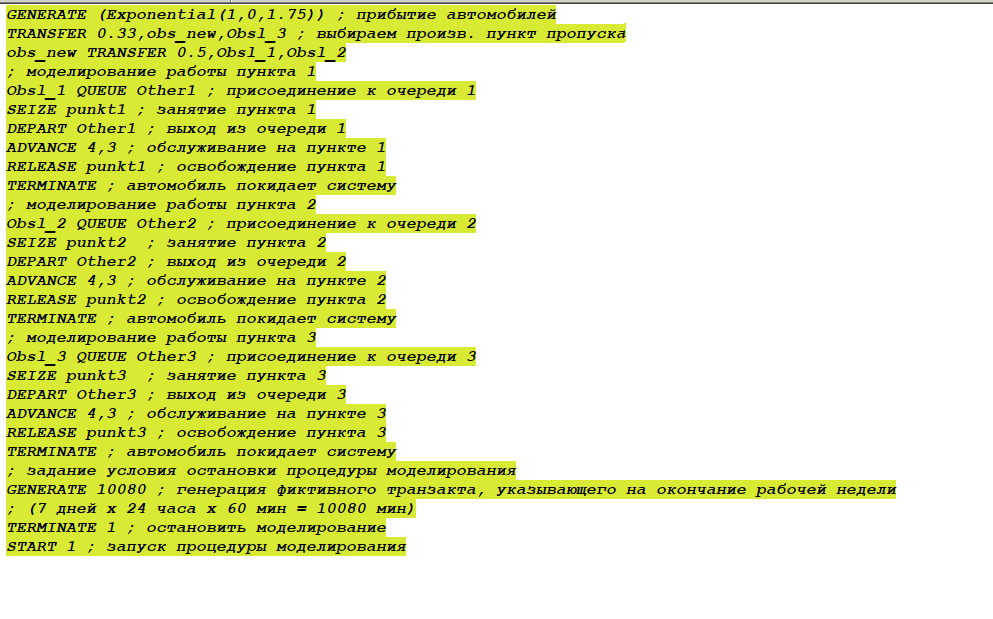 GENERATE (Exponential(1,0,1.75)) ; прибытие автомобилей
TRANSFER 0.33,obs_new,Obsl_3 ; выбираем произв. пункт пропуска
obs_new TRANSFER 0.5,Obsl_1,Obsl_2
; моделирование работы пункта 1
Obsl_1 QUEUE Other1 ; присоединение к очереди 1
SEIZE punkt1 ; занятие пункта 1
DEPART Other1 ; выход из очереди 1
ADVANCE 4,3 ; обслуживание на пункте 1
RELEASE punkt1 ; освобождение пункта 1
TERMINATE ; автомобиль покидает систему
; моделирование работы пункта 2
Obsl_2 QUEUE Other2 ; присоединение к очереди 2
SEIZE punkt2  ; занятие пункта 2
DEPART Other2 ; выход из очереди 2
ADVANCE 4,3 ; обслуживание на пункте 2
RELEASE punkt2 ; освобождение пункта 2
TERMINATE ; автомобиль покидает систему
; моделирование работы пункта 3
Obsl_3 QUEUE Other3 ; присоединение к очереди 3
SEIZE punkt3  ; занятие пункта 3
DEPART Other3 ; выход из очереди 3
ADVANCE 4,3 ; обслуживание на пункте 3
RELEASE punkt3 ; освобождение пункта 3
TERMINATE ; автомобиль покидает систему
; задание условия остановки процедуры моделирования
GENERATE 10080 ; генерация фиктивного транзакта, указывающего на окончание рабочей недели
; (7 дней х 24 часа х 60 мин = 10080 мин)
TERMINATE 1 ; остановить моделирование
START 1 ; запуск процедуры моделирования